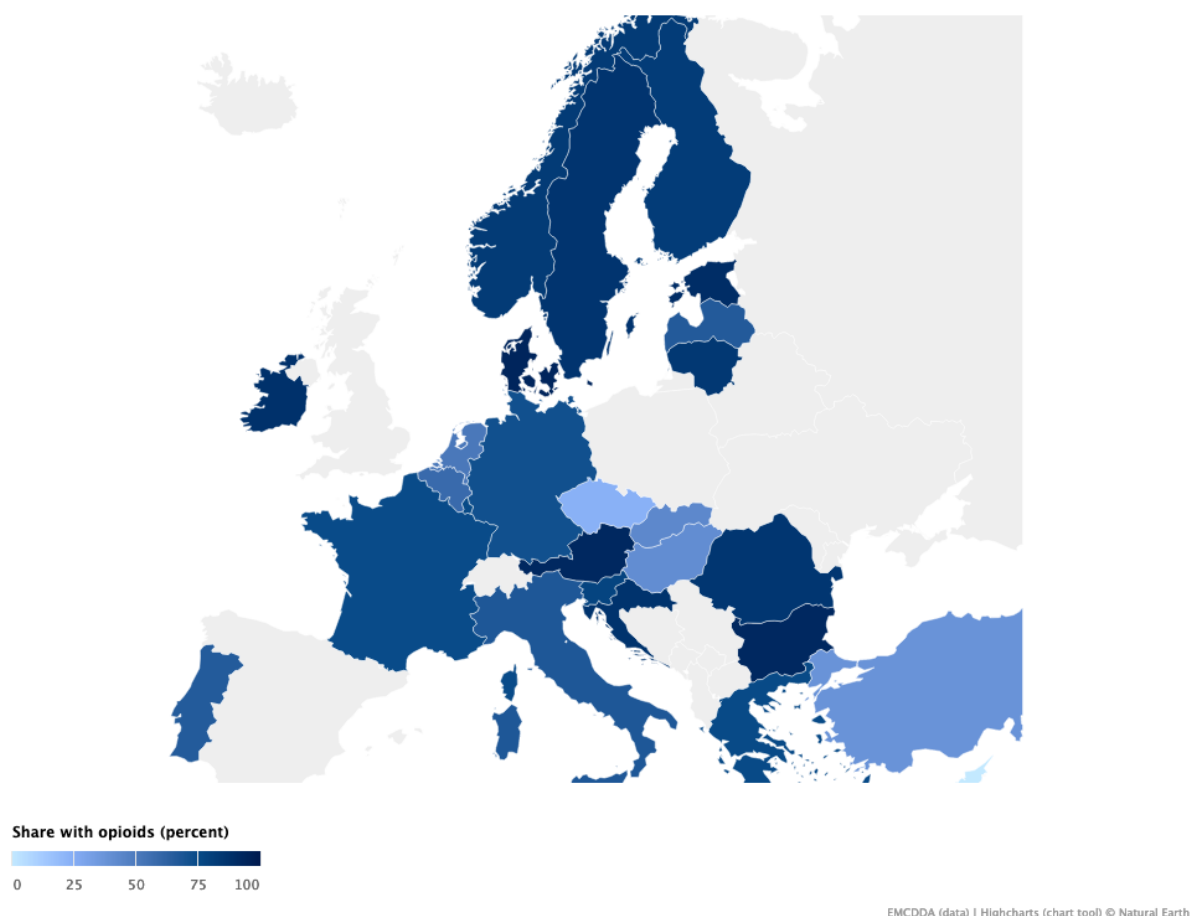 Share with opioids (percent)
0 25 50 75 100
EMCDDA (data) | Highcharts (chart tool) © Natural Earth